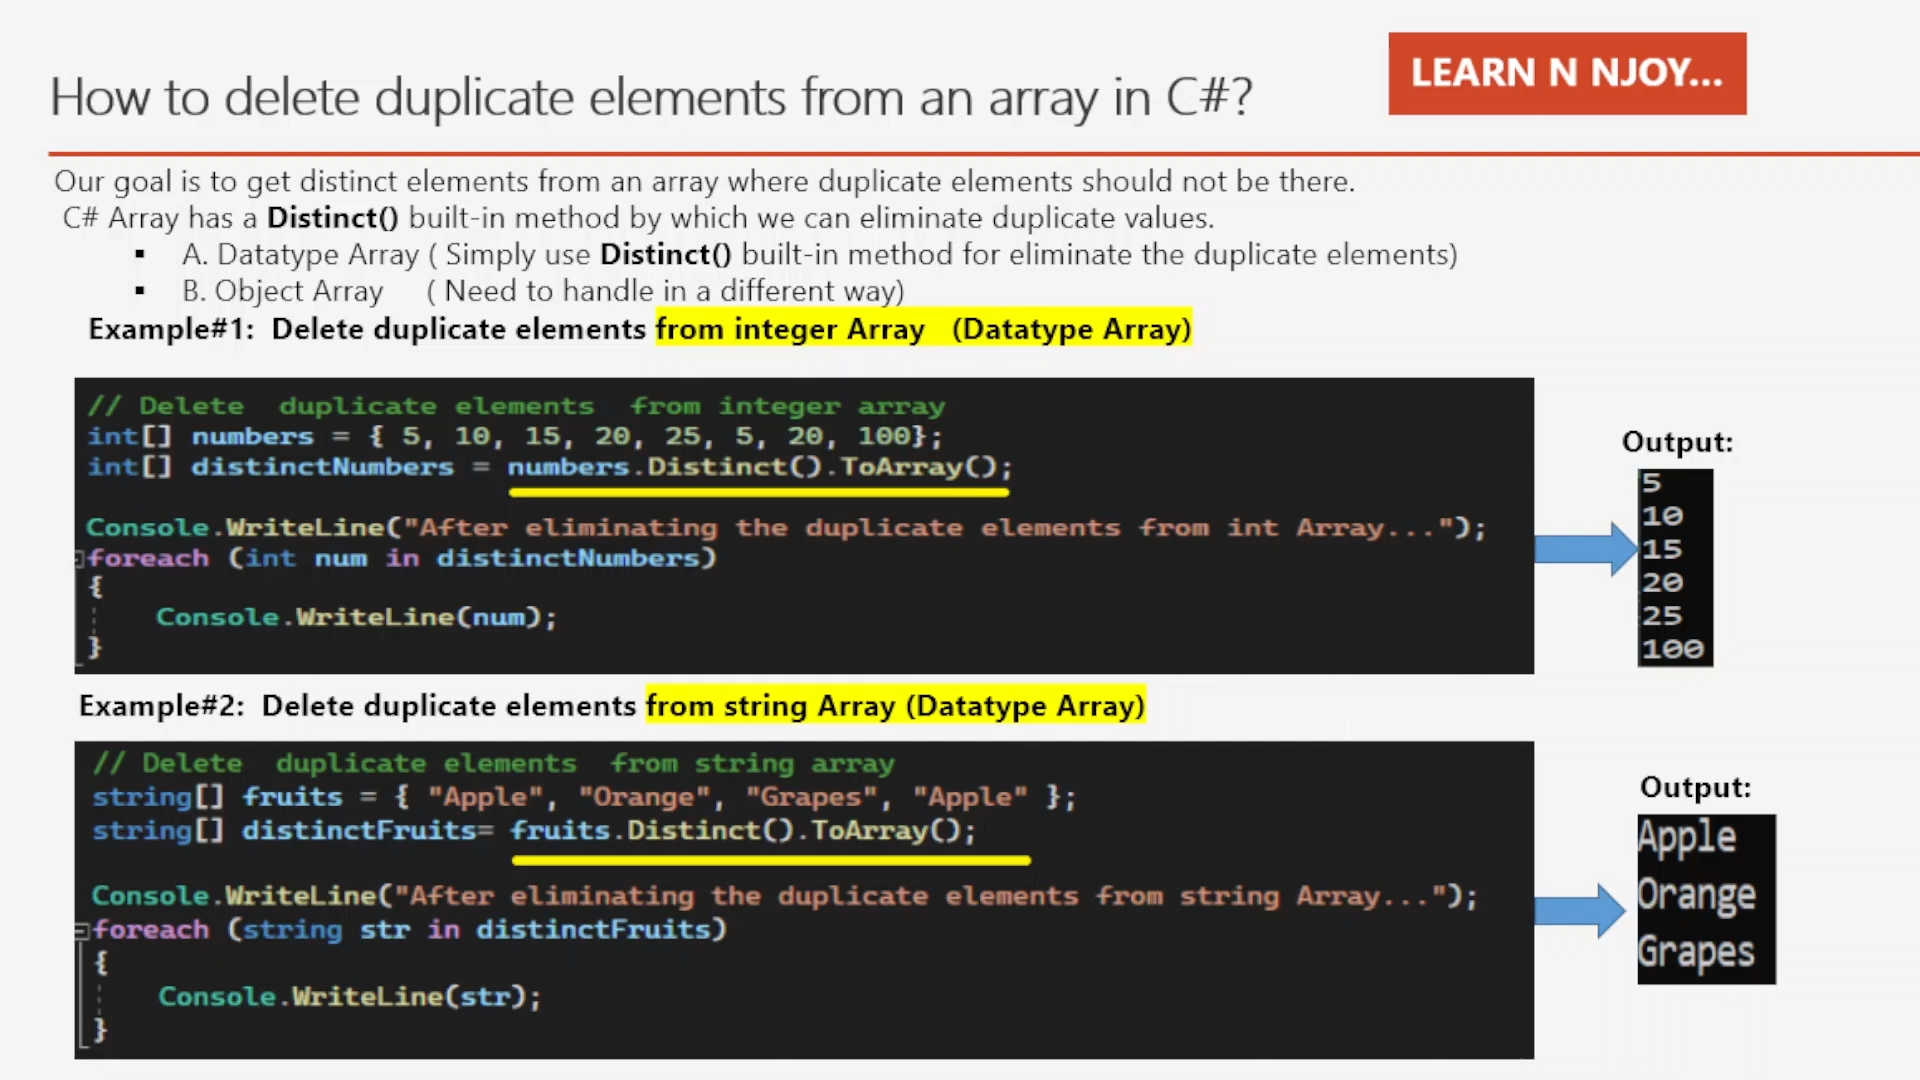 How to delete duplicate elements from an array in C#?
LEARN N NJOY...
Our goal is to get distinct elements from an array where duplicate elements should not be there.
C# Array has a Distinct() built-in method by which we can eliminate duplicate values.
▪ A. Datatype Array ( Simply use Distinct() built-in method for eliminate the duplicate elements)
▪ B. Object Array ( Need to handle in a different way)
Example#1: Delete duplicate elements from integer Array (Datatype Array)
// Delete duplicate elements from integer array
int[] numbers = { 5, 10, 15, 20, 25, 5, 20, 100};
int[] distinctNumbers = numbers.Distinct().ToArray();
Console.WriteLine("After eliminating the duplicate elements from int Array...");
foreach (int num in distinctNumbers)
{
Console.WriteLine(num);
}
Output:
5
10
15
20
25
100
Example#2: Delete duplicate elements from string Array (Datatype Array)
// Delete duplicate elements from string array
string[] fruits = { "Apple", "Orange", "Grapes", "Apple" };
string[] distinctFruits= fruits.Distinct().ToArray();
Console.WriteLine("After eliminating the duplicate elements from string Array...");
foreach (string str in distinctFruits)
{
Console.WriteLine(str);
}
Output:
Apple
Orange
Grapes